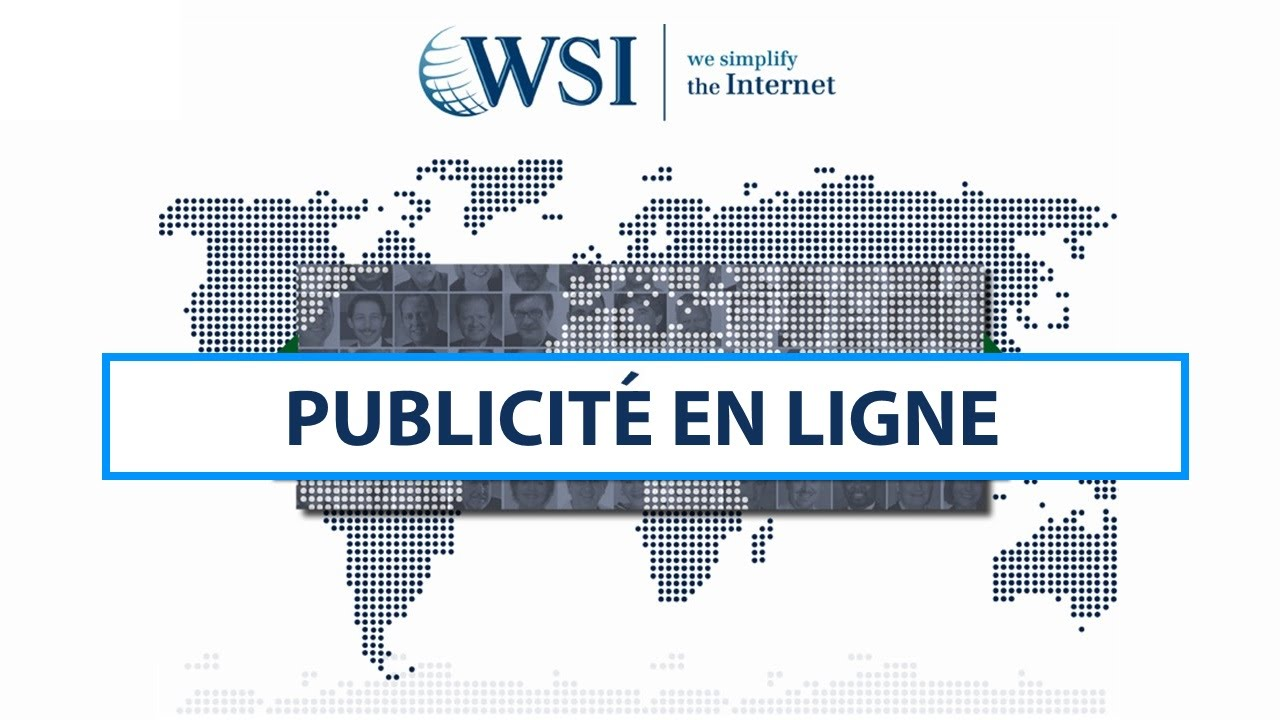 WSI
we simplify
the Internet
PUBLICITÉ EN LIGNE